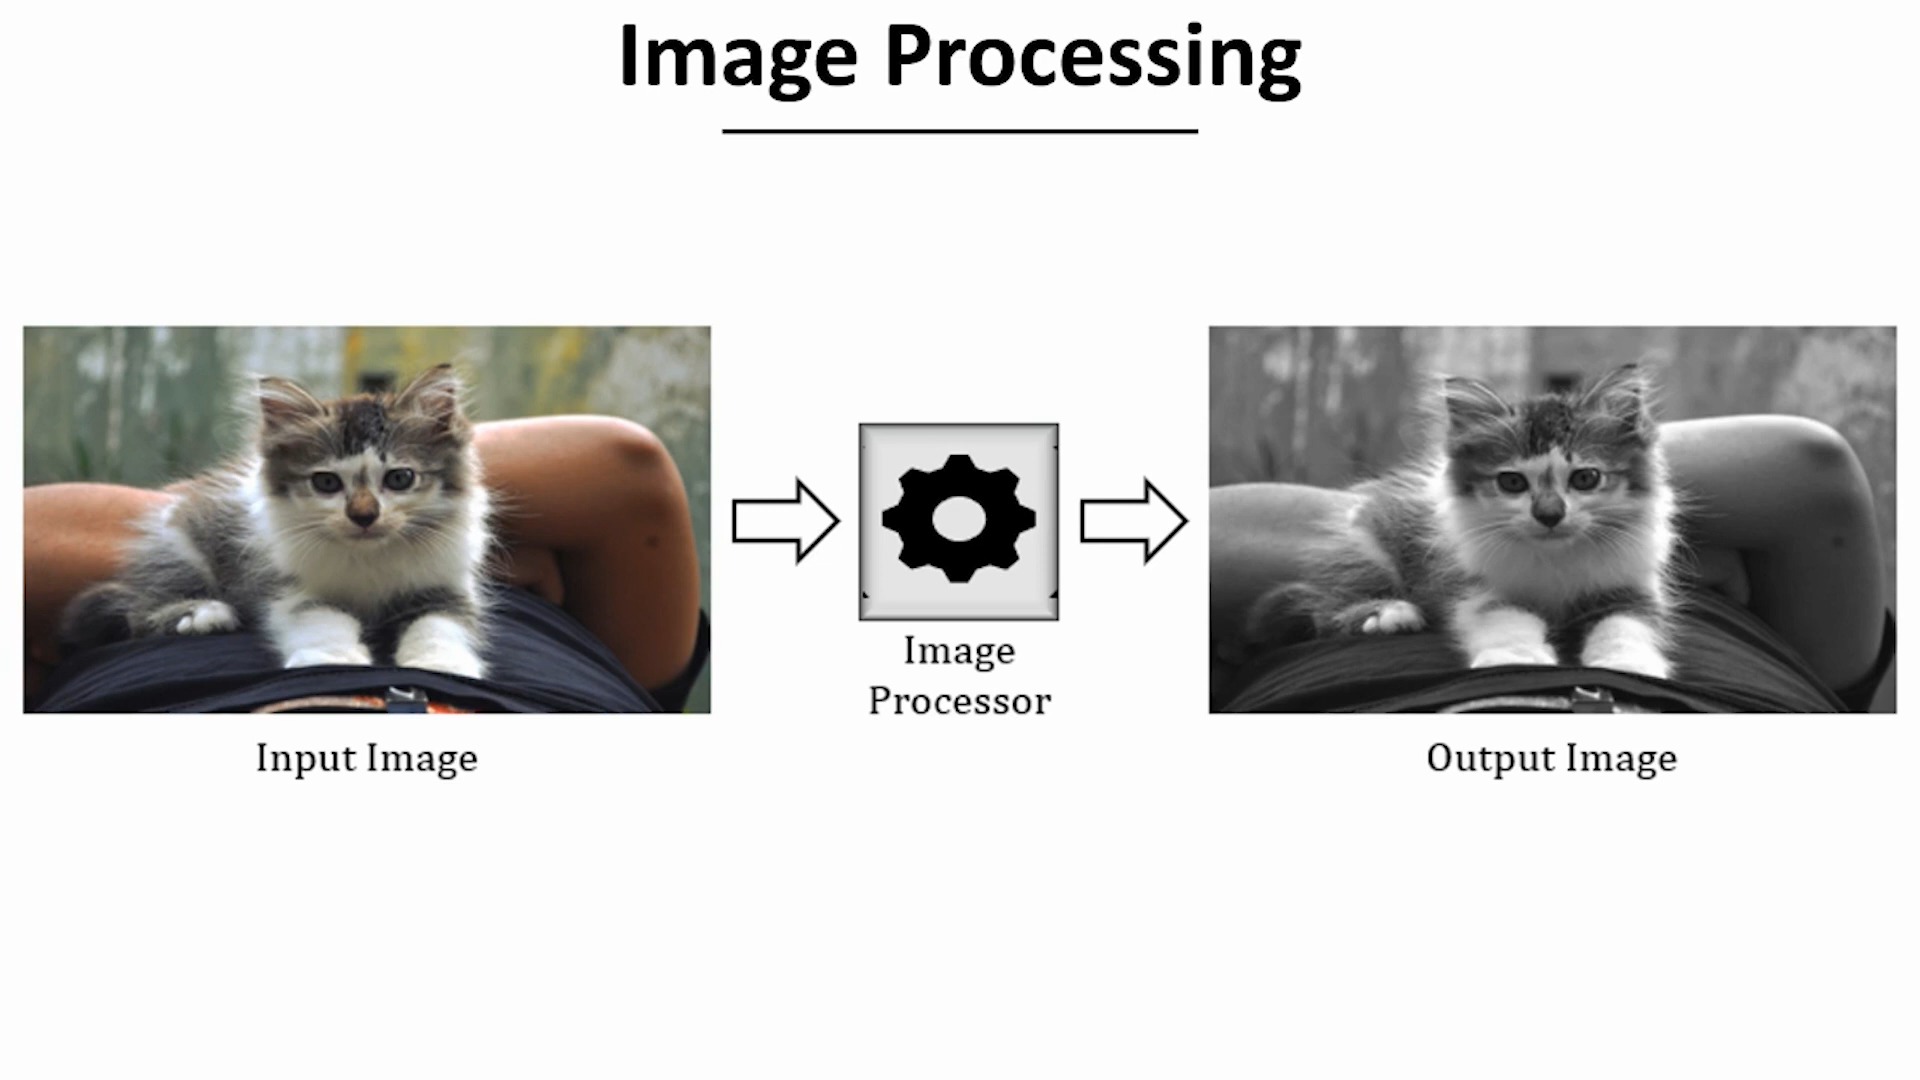 Image Processing
Image
Processor
Input Image
Output Image